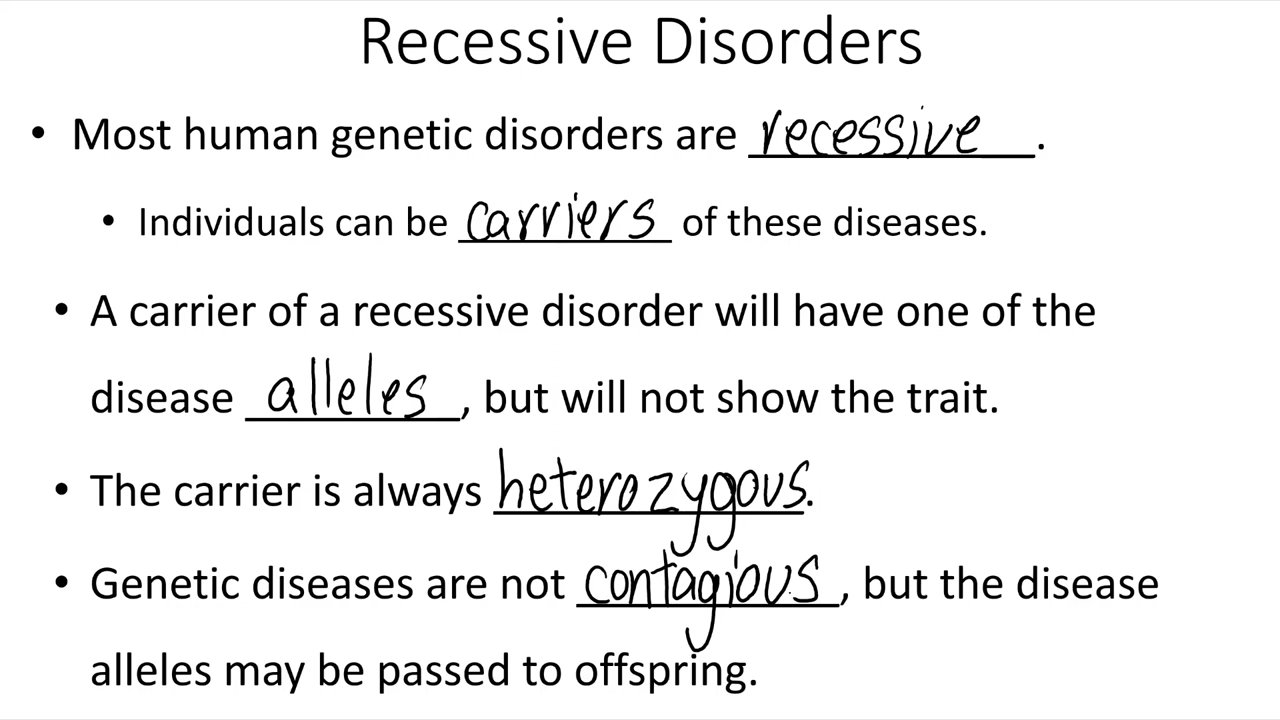 Recessive Disorders
• Most human genetic disorders are recessive.
• Individuals can be carriers of these diseases.
• A carrier of a recessive disorder will have one of the
disease alleles, but will not show the trait.
• The carrier is always heterozygous.
• Genetic diseases are not contagious, but the disease
alleles may be passed to offspring.